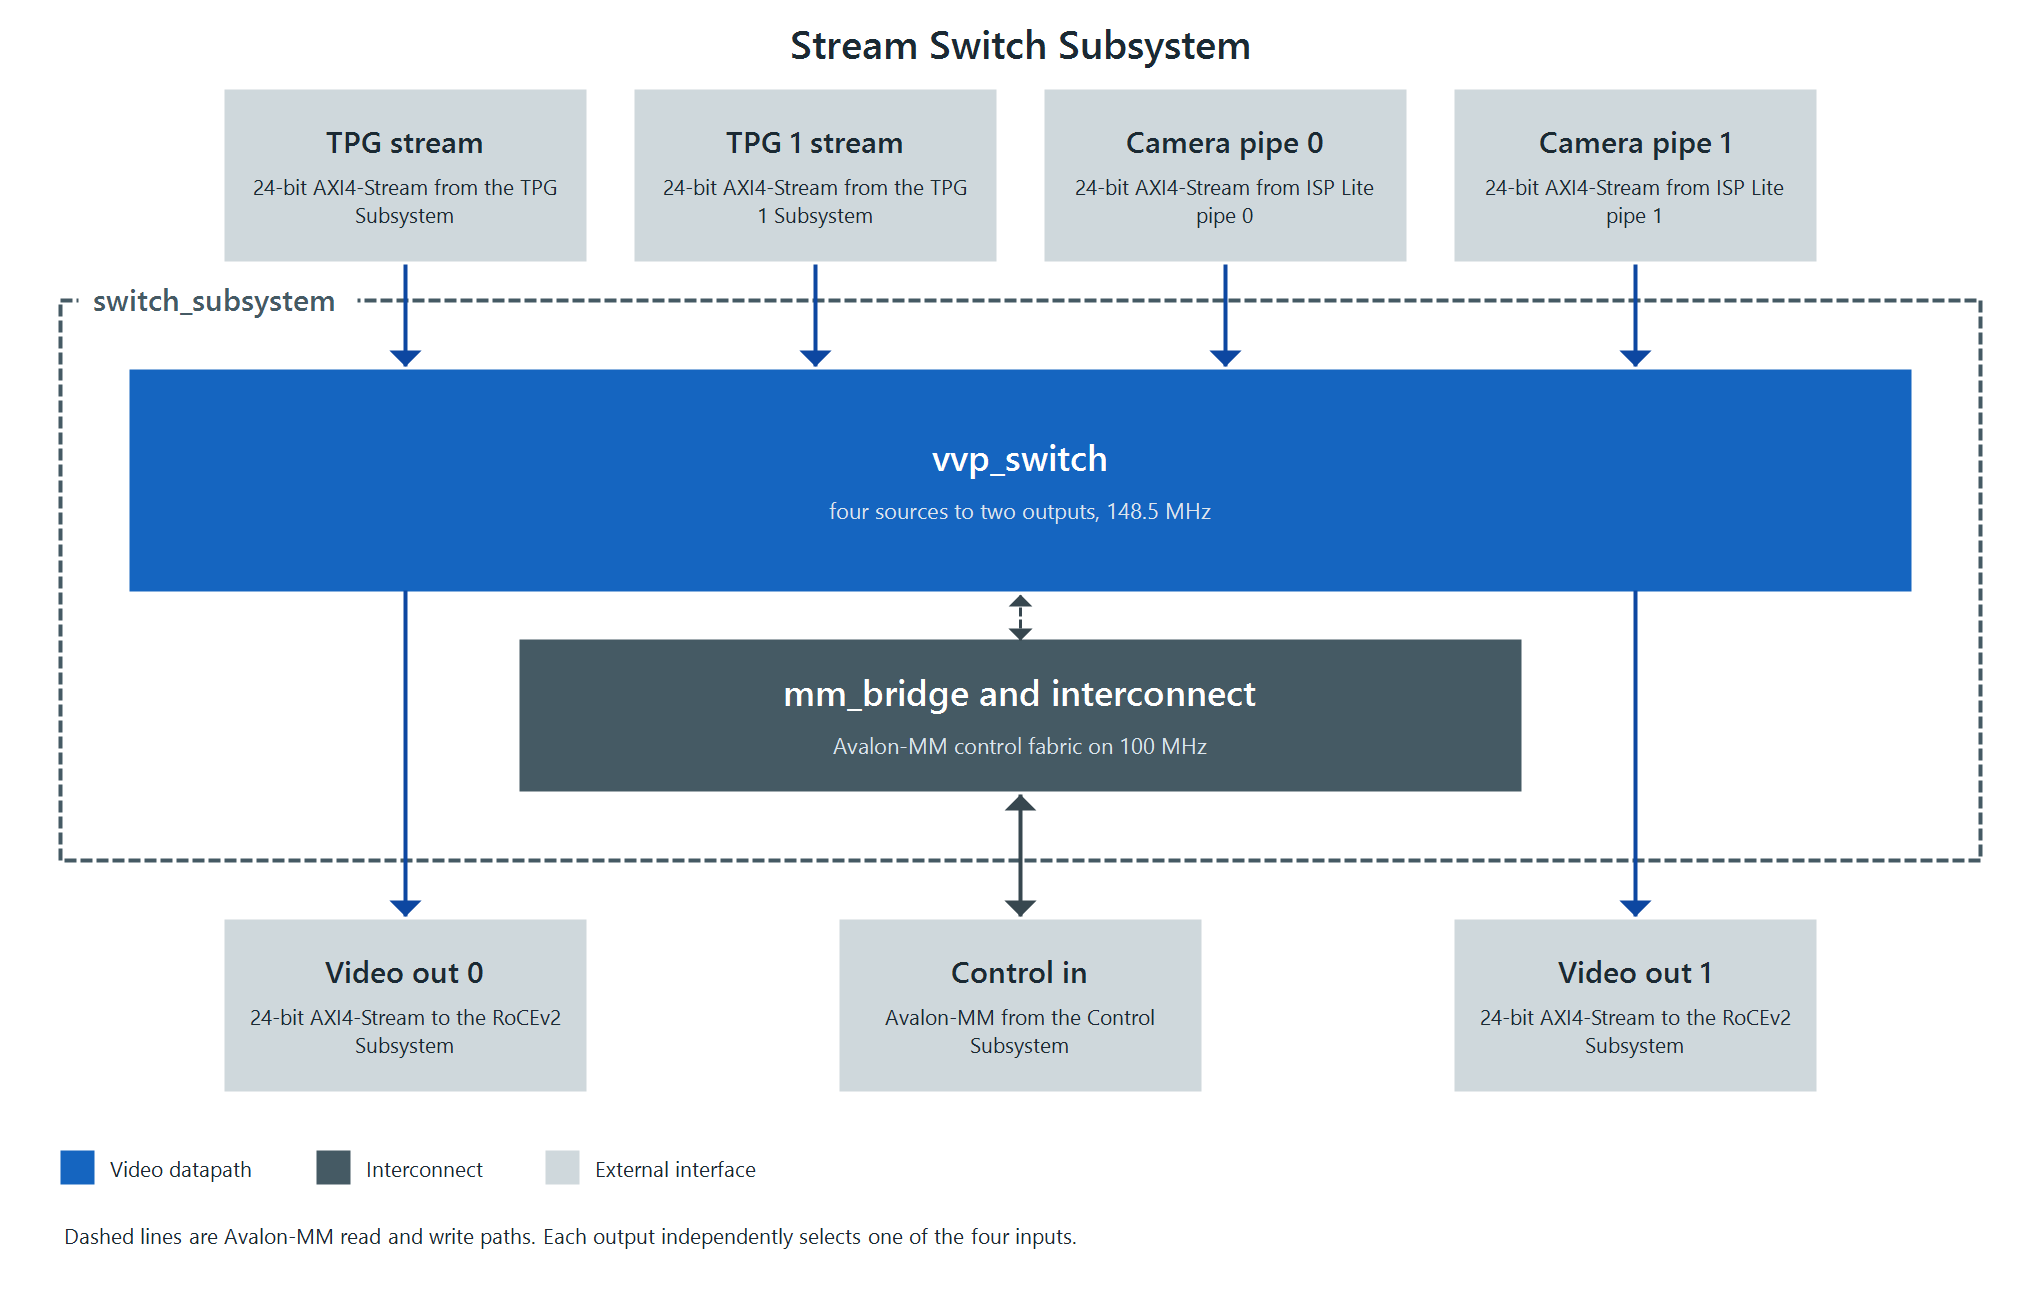 Stream Switch Subsystem
TPG stream
24-bit AXI4-Stream from the TPG
Subsystem
TPG 1 stream
24-bit AXI4-Stream from the TPG
1 Subsystem
Camera pipe 0
24-bit AXI4-Stream from ISP Lite
pipe 0
Camera pipe 1
24-bit AXI4-Stream from ISP Lite
pipe 1
switch_subsystem
vvp_switch
four sources to two outputs, 148.5 MHz
mm_bridge and interconnect
Avalon-MM control fabric on 100 MHz
Video out 0
24-bit AXI4-Stream to the RoCEv2
Subsystem
Control in
Avalon-MM from the Control
Subsystem
Video out 1
24-bit AXI4-Stream to the RoCEv2
Subsystem
Video datapath
Interconnect
External interface
Dashed lines are Avalon-MM read and write paths. Each output independently selects one of the four inputs.